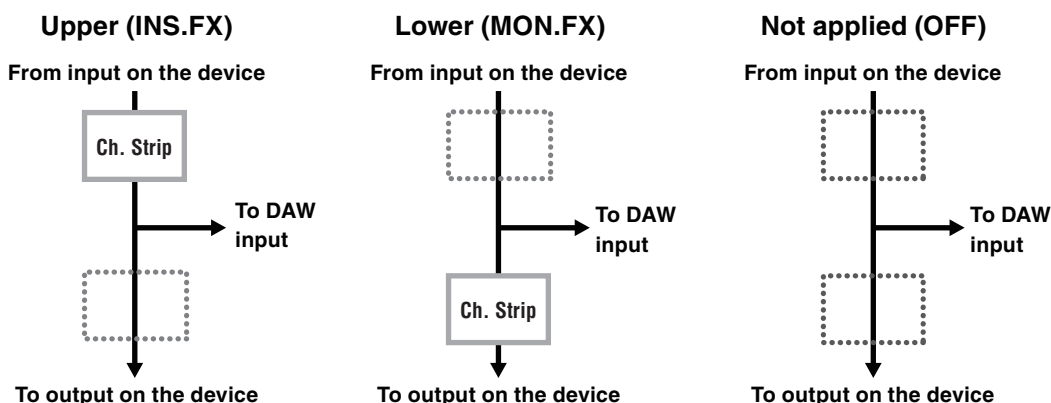 Upper (INS.FX)
From input on the device
Ch. Strip
To DAW
input
To output on the device
Lower (MON.FX)
From input on the device
To DAW
input
Ch. Strip
To output on the device
Not applied (OFF)
From input on the device
To DAW
input
To output on the device